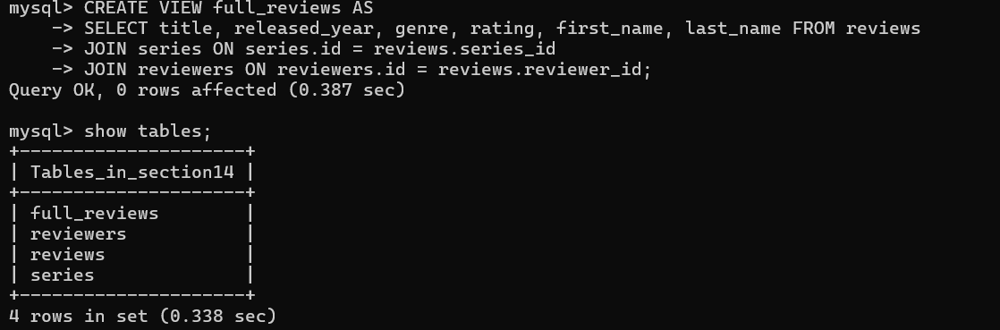 mysql> CREATE VIEW full_reviews AS
    -> SELECT title, released_year, genre, rating, first_name, last_name FROM reviews
    -> JOIN series ON series.id = reviews.series_id
    -> JOIN reviewers ON reviewers.id = reviews.reviewer_id;
Query OK, 0 rows affected (0.387 sec)

mysql> show tables;
+---------------------+
| Tables_in_section14 |
+---------------------+
| full_reviews        |
| reviewers           |
| reviews             |
| series              |
+---------------------+
4 rows in set (0.338 sec)